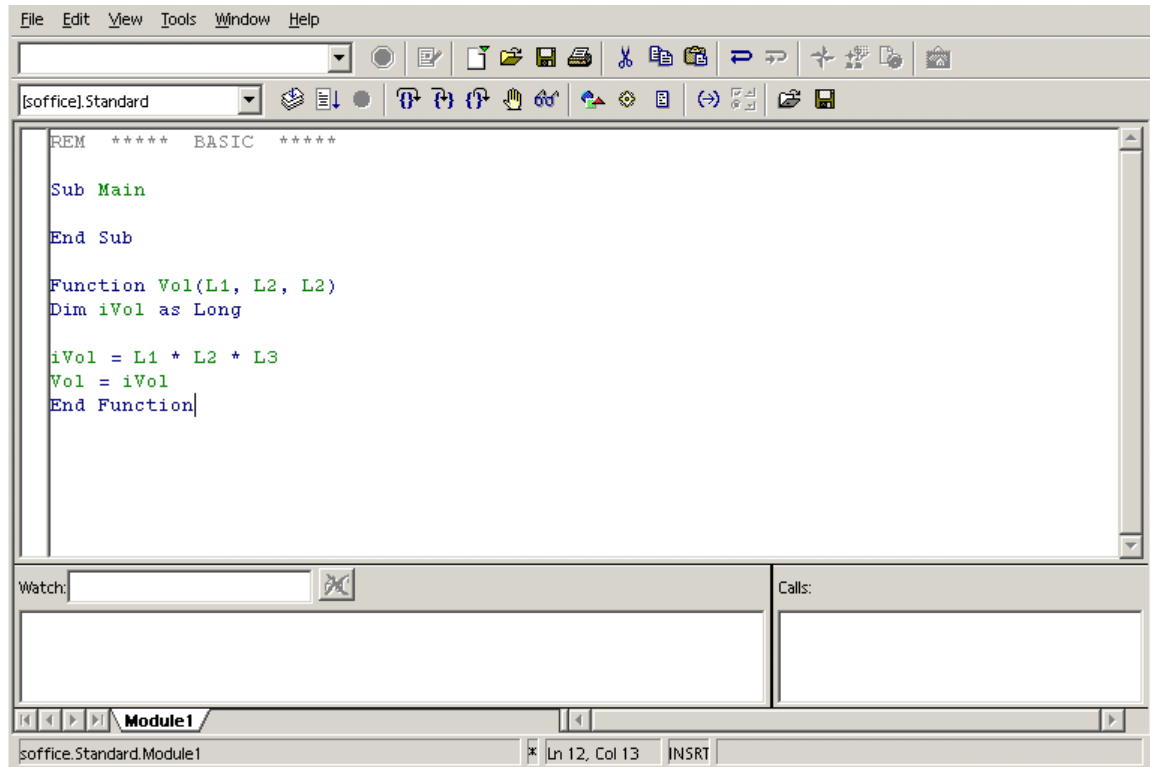 File Edit View Tools Window Help
[soffice].Standard
REM ***** BASIC *****
Sub Main
End Sub
Function Vol(L1, L2, L2)
Dim iVol as Long
iVol = L1 * L2 * L3
Vol = iVol
End Function
Watch:
Calls:
Module1
soffice.Standard.Module1 * Ln 12, Col 13 INSRT